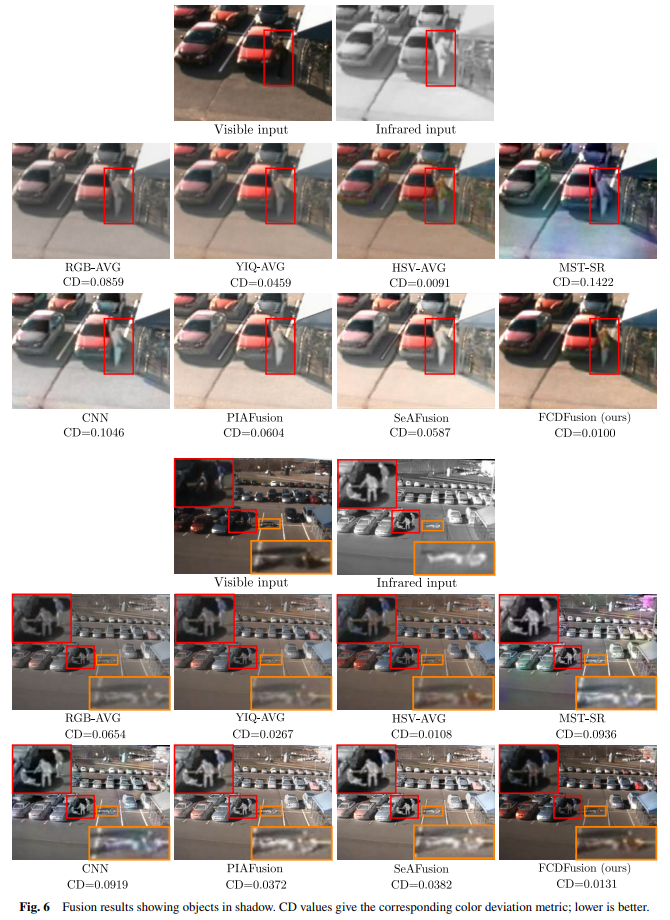 Visible input Infrared input
RGB-AVG YIQ-AVG HSV-AVG MST-SR
CD=0.0859 CD=0.0459 CD=0.0091 CD=0.1422
CNN PIAFusion SeAFusion FCDFusion (ours)
CD=0.1046 CD=0.0604 CD=0.0587 CD=0.0100
Visible input Infrared input
RGB-AVG YIQ-AVG HSV-AVG MST-SR
CD=0.0654 CD=0.0267 CD=0.0108 CD=0.0936
CNN PIAFusion SeAFusion FCDFusion (ours)
CD=0.0919 CD=0.0372 CD=0.0382 CD=0.0131
Fig. 6 Fusion results showing objects in shadow. CD values give the corresponding color deviation metric; lower is better.